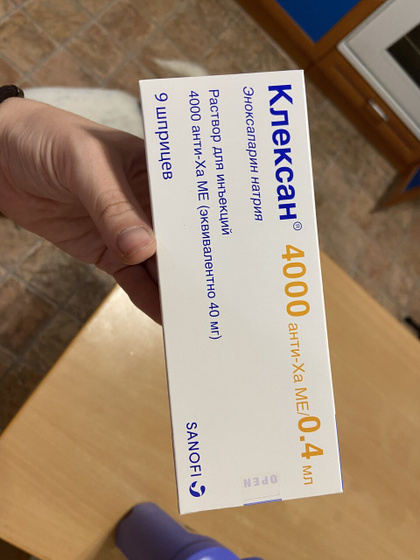 Клексан® 4000 анти-Ха МЕ/0.4 мл
Эноксапарин натрия
Раствор для инъекций
4000 анти-Ха МЕ (эквивалентно 40 мг)
9 шприцев
SANOFI
OPEN